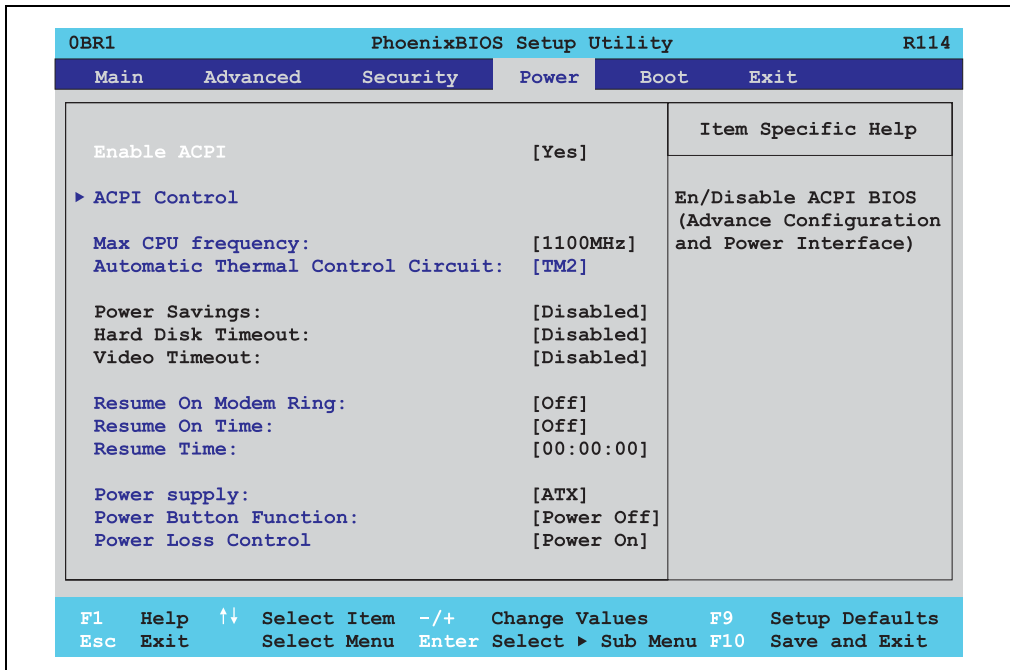 0BR1 PhoenixBIOS Setup Utility R114
Main Advanced Security Power Boot Exit
Item Specific Help
Enable ACPI [Yes]
▶ ACPI Control
En/Disable ACPI BIOS
(Advance Configuration
and Power Interface)
Max CPU frequency: [1100MHz]
Automatic Thermal Control Circuit: [TM2]
Power Savings: [Disabled]
Hard Disk Timeout: [Disabled]
Video Timeout: [Disabled]
Resume On Modem Ring: [Off]
Resume On Time: [Off]
Resume Time: [00:00:00]
Power supply: [ATX]
Power Button Function: [Power Off]
Power Loss Control [Power On]
F1 Help ↑↓ Select Item -/+ Change Values F9 Setup Defaults
Esc Exit Select Menu Enter Select ▶ Sub Menu F10 Save and Exit